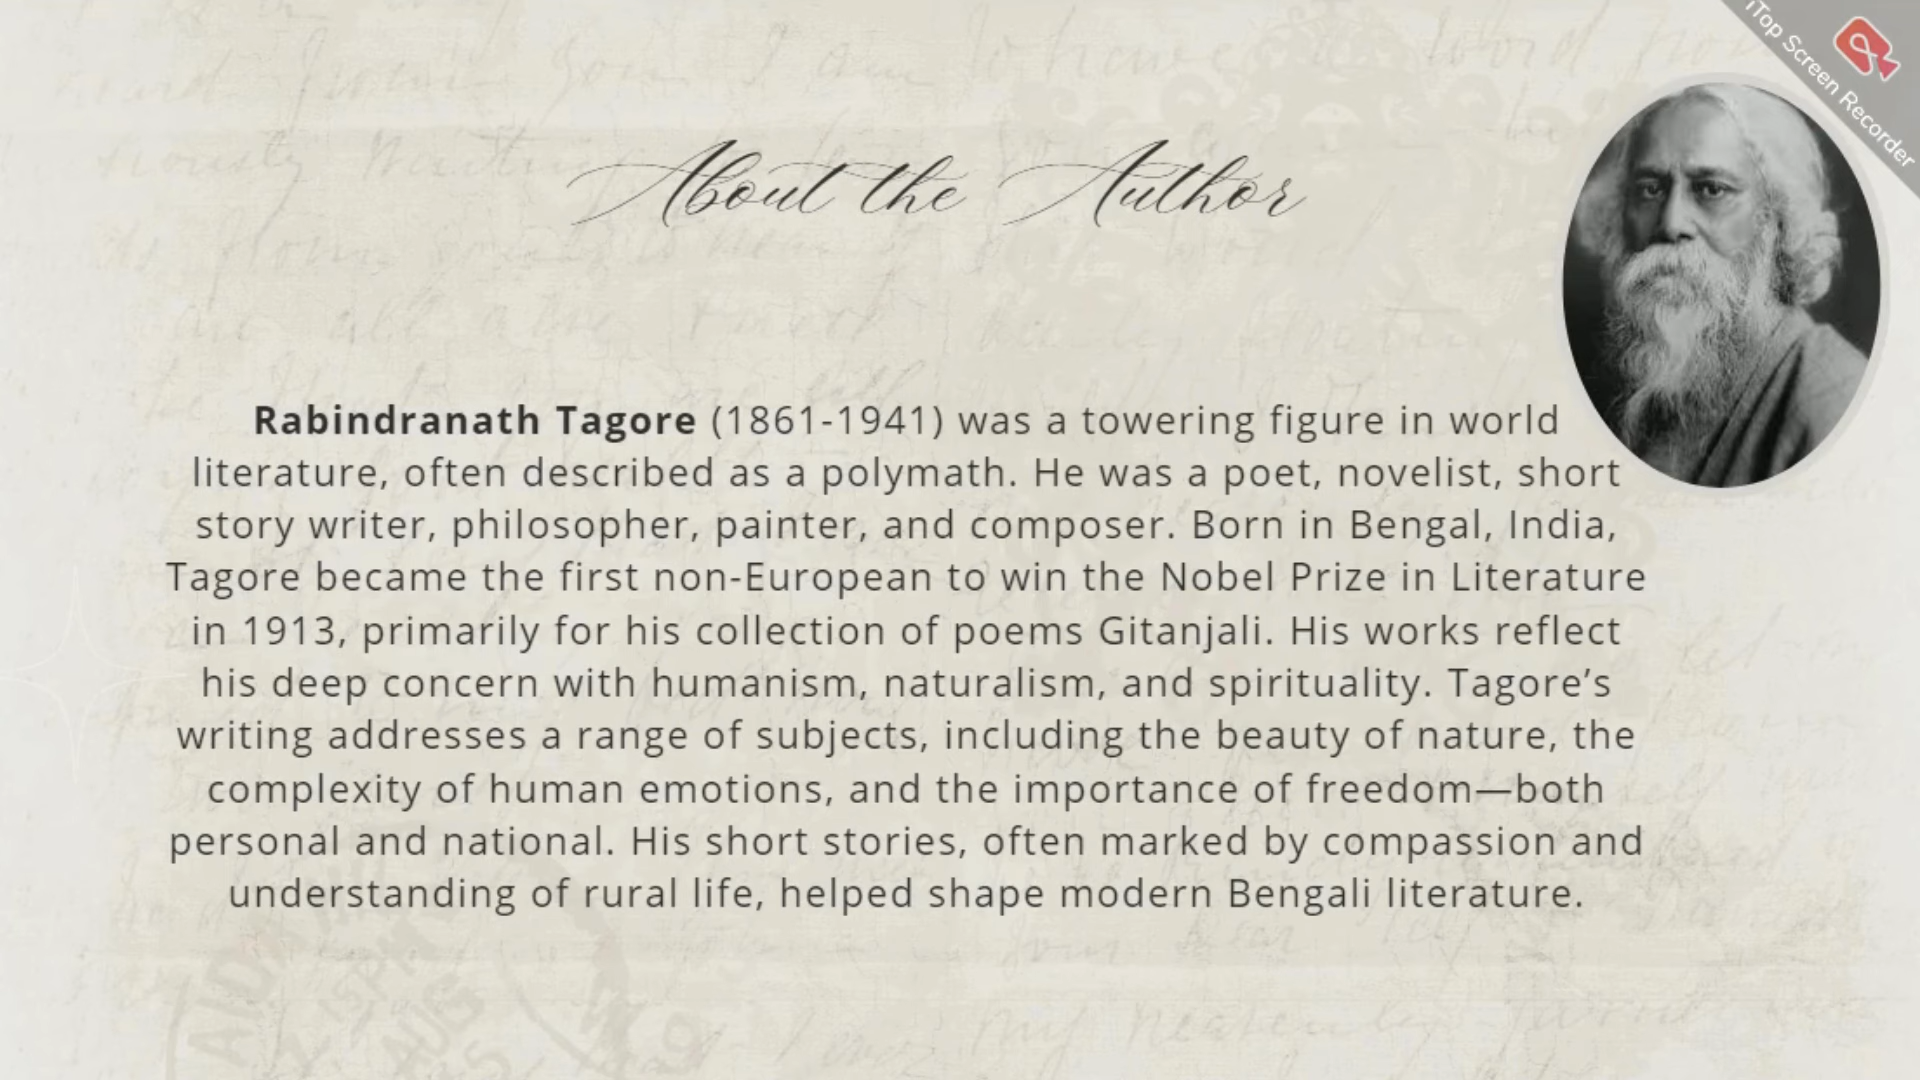 iTop Screen Recorder
About the Author
Rabindranath Tagore (1861-1941) was a towering figure in world
literature, often described as a polymath. He was a poet, novelist, short
story writer, philosopher, painter, and composer. Born in Bengal, India,
Tagore became the first non-European to win the Nobel Prize in Literature
in 1913, primarily for his collection of poems Gitanjali. His works reflect
his deep concern with humanism, naturalism, and spirituality. Tagore’s
writing addresses a range of subjects, including the beauty of nature, the
complexity of human emotions, and the importance of freedom—both
personal and national. His short stories, often marked by compassion and
understanding of rural life, helped shape modern Bengali literature.